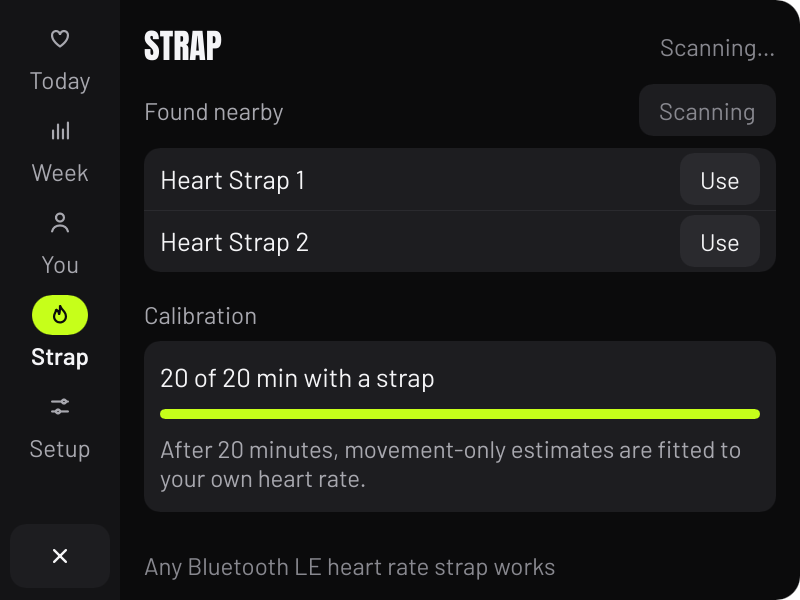 Today
Week
You
Strap
Setup
STRAP
Scanning...
Found nearby
Scanning
Heart Strap 1
Use
Heart Strap 2
Use
Calibration
20 of 20 min with a strap
After 20 minutes, movement-only estimates are fitted to
your own heart rate.
Any Bluetooth LE heart rate strap works